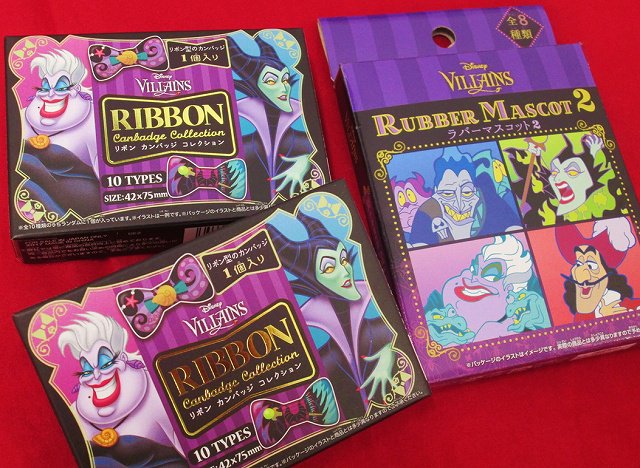 リボン型のカンバッジ
1個入り
Disney
VILLAINS
RIBBON
Canbadge Collection
リボン カンバッジ コレクション
10 TYPES
SIZE:42×75mm
リボン型のカンバッジ
1個入り
Disney
VILLAINS
RIBBON
Canbadge Collection
リボン カンバッジ コレクション
10 TYPES
:42×75mm
全8
種類
Disney
VILLAINS
RUBBER MASCOT 2
ラバーマスコット2